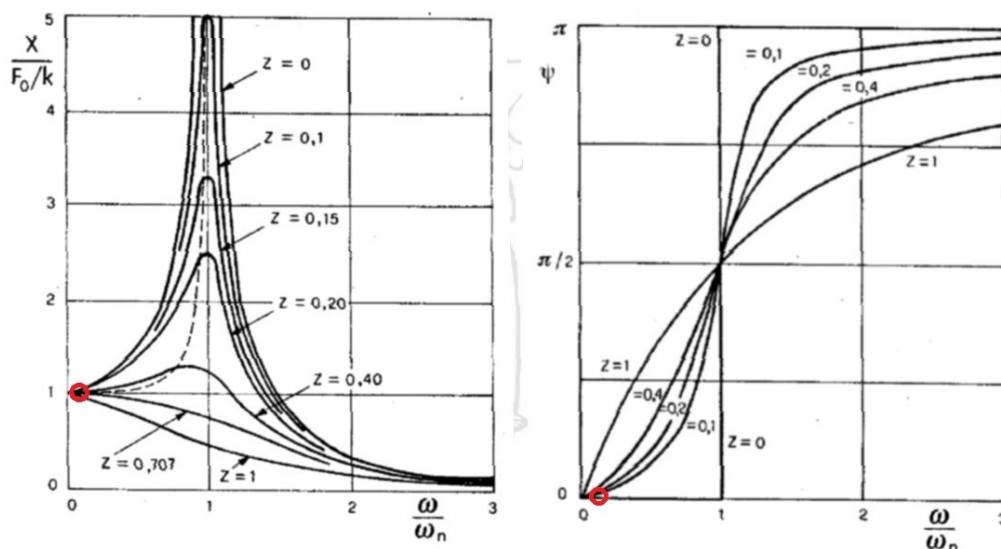 5
X
F₀/k
4
3
2
1
0
Z = 0
Z = 0,1
Z = 0,15
Z = 0,20
Z = 0,40
Z = 0,707
Z = 1
0 1 2 3
ω
ωn
π
ψ
π/2
0
Z=0
=0,1
=0,2
=0,4
Z=1
Z=1
=0,4
=0,2
=0,1
Z=0
0 1 2 3
ω
ωn